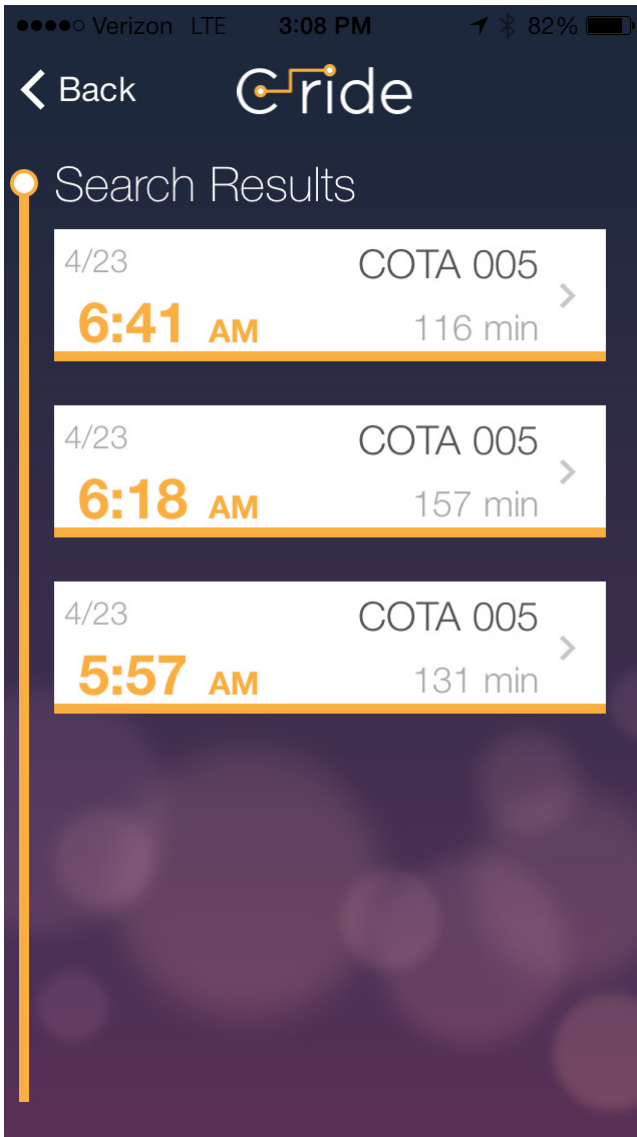 Verizon LTE 3:08 PM 82%
Back C-ride
Search Results
4/23 COTA 005
6:41 AM 116 min
4/23 COTA 005
6:18 AM 157 min
4/23 COTA 005
5:57 AM 131 min